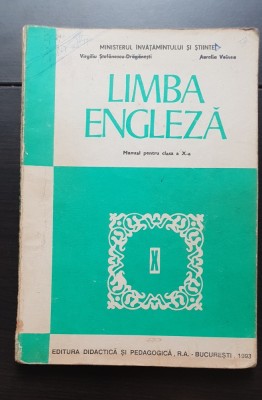 MINISTERUL INVĂȚĂMINTULUI ȘI ȘTIINȚEI
Virgiliu Ștefănescu-Drăgănești Aurelia Voinea
LIMBA
ENGLEZĂ
Manual pentru clasa a X-a
X
EDITURA DIDACTICĂ ȘI PEDAGOGICĂ, R.A. - BUCUREȘTI, 1993